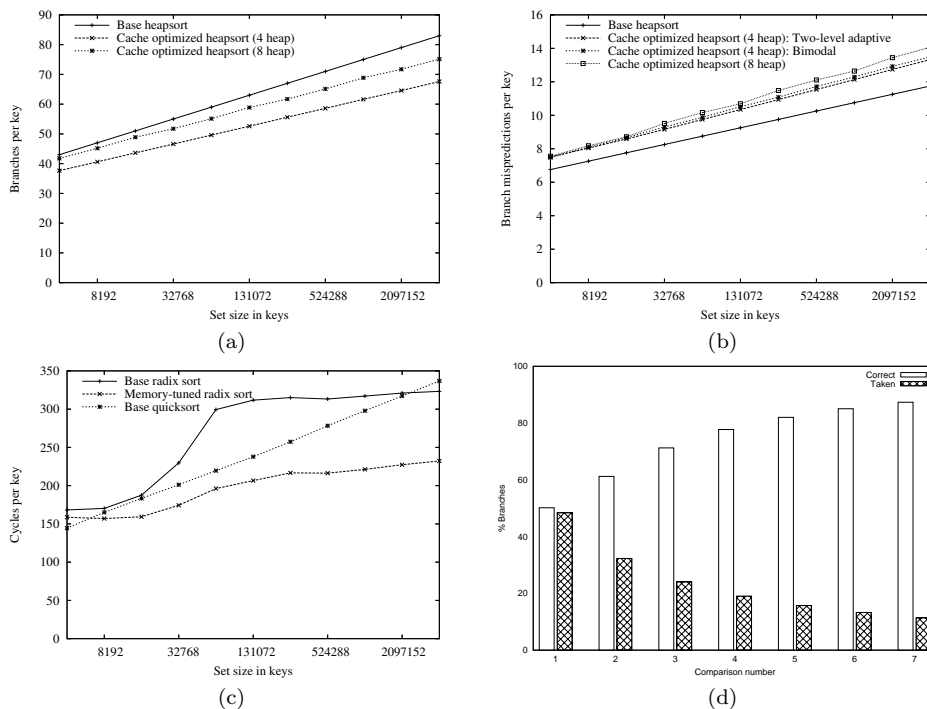 Base heapsort
Cache optimized heapsort (4 heap)
Cache optimized heapsort (8 heap)
Branches per key
90
80
70
60
50
40
30
20
10
0
8192 32768 131072 524288 2097152
Set size in keys
(a)
Base heapsort
Cache optimized heapsort (4 heap): Two-level adaptive
Cache optimized heapsort (4 heap): Bimodal
Cache optimized heapsort (8 heap)
Branch mispredictions per key
16
14
12
10
8
6
4
2
0
8192 32768 131072 524288 2097152
Set size in keys
(b)
Base radix sort
Memory-tuned radix sort
Base quicksort
Cycles per key
350
300
250
200
150
100
50
0
8192 32768 131072 524288 2097152
Set size in keys
(c)
Correct
Taken
% Branches
100
80
60
40
20
0
1 2 3 4 5 6 7
Comparison number
(d)